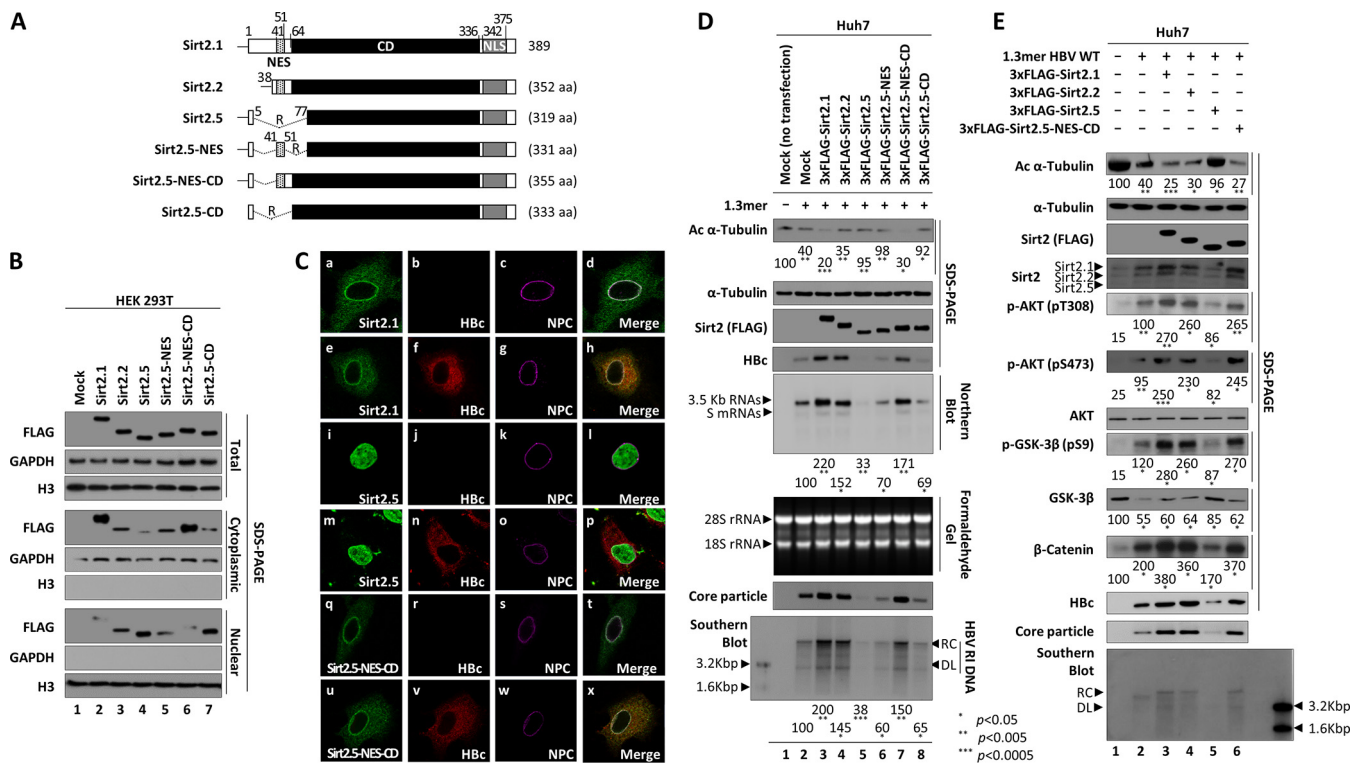 A
1 41 51 64 336 342 375
Sirt2.1 CD NLS 389
NES
38
Sirt2.2 (352 aa)
5 77
Sirt2.5 R (319 aa)
41 51
Sirt2.5-NES R (331 aa)
Sirt2.5-NES-CD (355 aa)
Sirt2.5-CD R (333 aa)
B
HEK 293T
Mock
Sirt2.1
Sirt2.2
Sirt2.5
Sirt2.5-NES
Sirt2.5-NES-CD
Sirt2.5-CD
FLAG
GAPDH
H3
Total
FLAG
GAPDH
H3
Cytoplasmic
FLAG
GAPDH
H3
Nuclear
SDS-PAGE
1 2 3 4 5 6 7
C
a b c d
Sirt2.1 HBc NPC Merge
e f g h
Sirt2.1 HBc NPC Merge
i j k l
Sirt2.5 HBc NPC Merge
m n o p
Sirt2.5 HBc NPC Merge
q r s t
Sirt2.5-NES-CD HBc NPC Merge
u v w x
Sirt2.5-NES-CD HBc NPC Merge
D
Huh7
Mock (no transfection)
Mock
3xFLAG-Sirt2.1
3xFLAG-Sirt2.2
3xFLAG-Sirt2.5
3xFLAG-Sirt2.5-NES
3xFLAG-Sirt2.5-NES-CD
3xFLAG-Sirt2.5-CD
1.3mer – + + + + + + +
Ac α-Tubulin
40 35 98 92
** ** ** *
100 20 95 30
*** ** *
α-Tubulin
Sirt2 (FLAG)
HBc
SDS-PAGE
3.5 Kb RNAs
S mRNAs
Northern
Blot
220 33 171
** ** **
100 152 70 69
* * *
28S rRNA
18S rRNA
Formaldehyde
Gel
Core particle
Southern
Blot
3.2Kbp
1.6Kbp
RC
DL
HBV RI DNA
200 38 150
** *** **
100 145 60 65
* * *
* p<0.05
** p<0.005
*** p<0.0005
1 2 3 4 5 6 7 8
E
Huh7
1.3mer HBV WT – + + + + +
3xFLAG-Sirt2.1 – – + – – –
3xFLAG-Sirt2.2 – – – + – –
3xFLAG-Sirt2.5 – – – – + –
3xFLAG-Sirt2.5-NES-CD – – – – – +
Ac α-Tubulin
100 40 25 30 96 27
** *** * * **
α-Tubulin
Sirt2 (FLAG)
Sirt2
Sirt2.1
Sirt2.2
Sirt2.5
p-AKT (pT308)
100 260 265
** * **
15 270 86
** *
p-AKT (pS473)
95 230 245
** * *
25 250 82
*** *
AKT
p-GSK-3β (pS9)
120 260 270
* * *
15 280 87
* *
GSK-3β
100 55 60 64 85 62
* * * * *
β-Catenin
200 360 370
* * *
100 380 170
* *
HBc
SDS-PAGE
Core particle
Southern
Blot
RC
DL
3.2Kbp
1.6Kbp
1 2 3 4 5 6